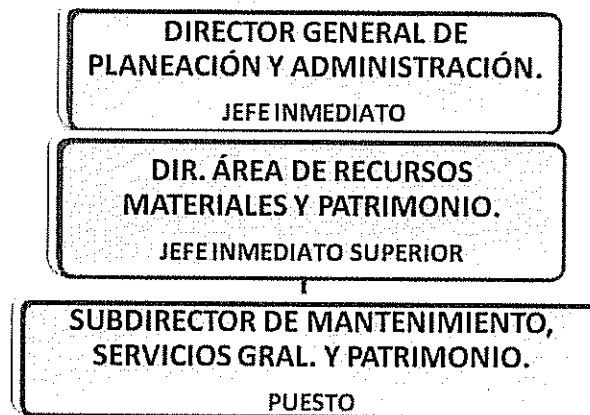 DIRECTOR GENERAL DE
PLANEACIÓN Y ADMINISTRACIÓN.
JEFE INMEDIATO
DIR. ÁREA DE RECURSOS
MATERIALES Y PATRIMONIO.
JEFE INMEDIATO SUPERIOR
SUBDIRECTOR DE MANTENIMIENTO,
SERVICIOS GRAL. Y PATRIMONIO.
PUESTO